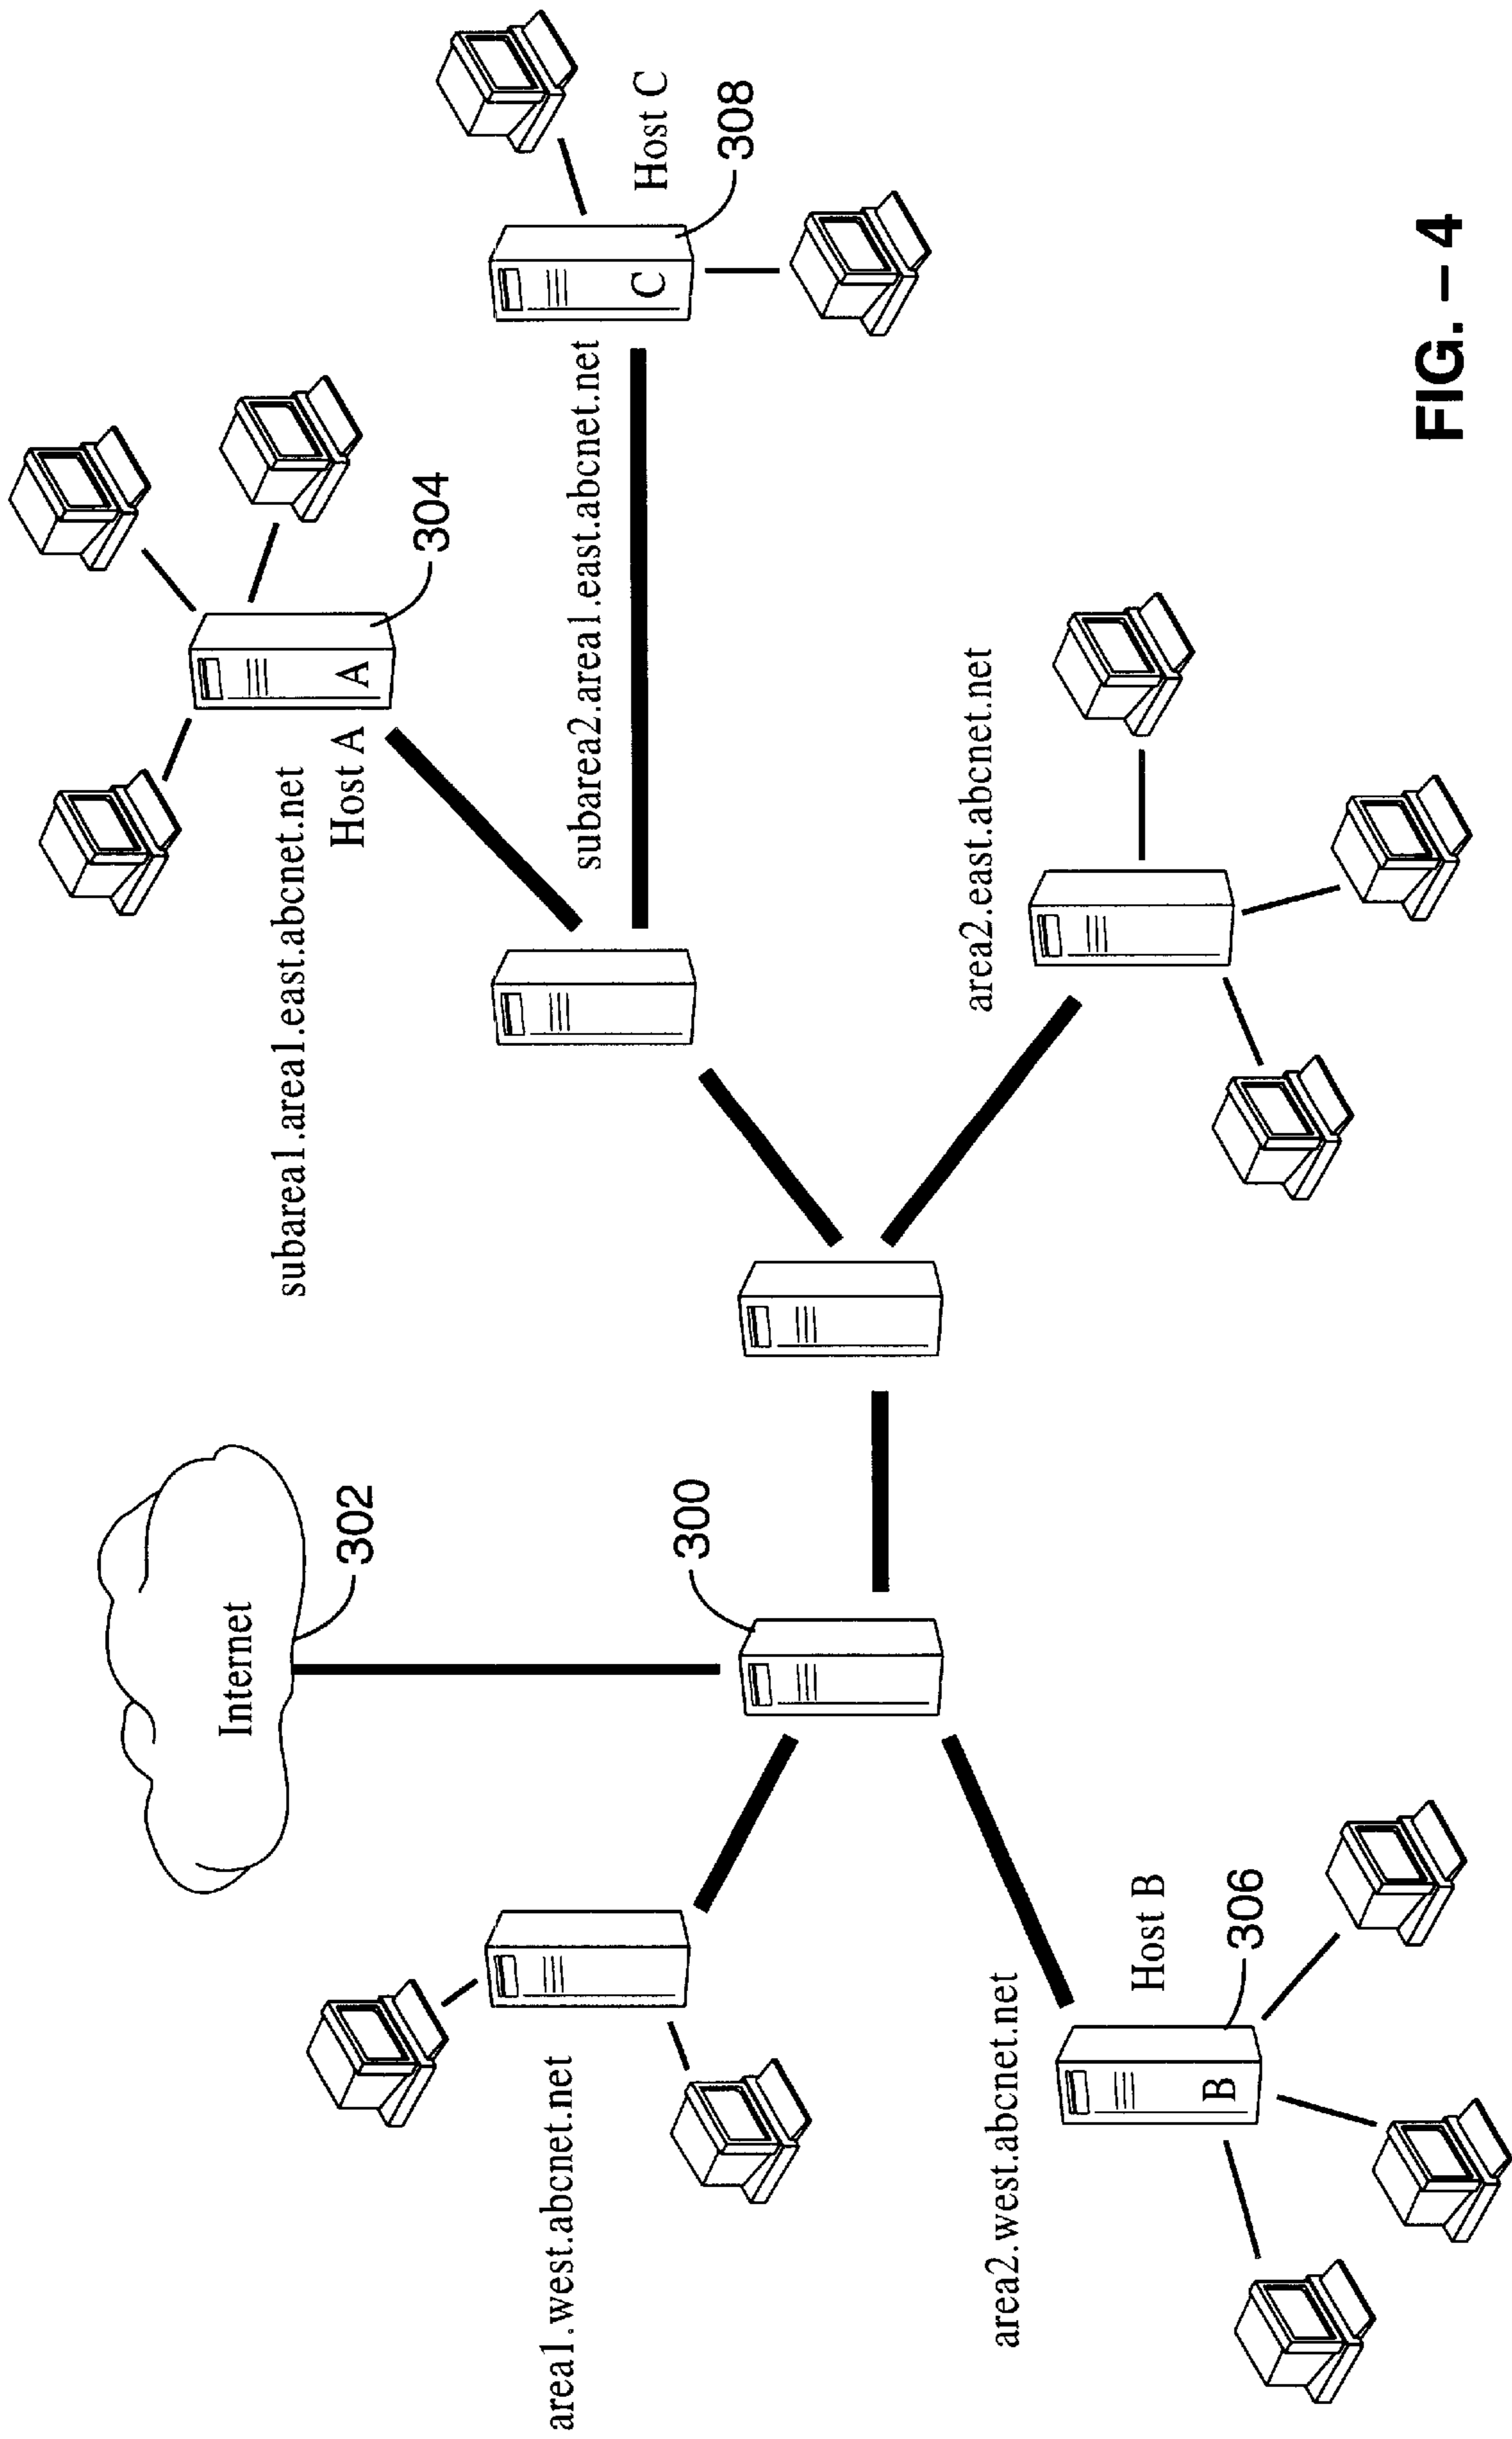 Internet
302
300
area1.west.abcnet.net
area2.west.abcnet.net
Host B
306
B
subarea1.area1.east.abcnet.net
Host A
A
304
subarea2.area1.east.abcnet.net
Host C
C
308
area2.east.abcnet.net
FIG. – 4